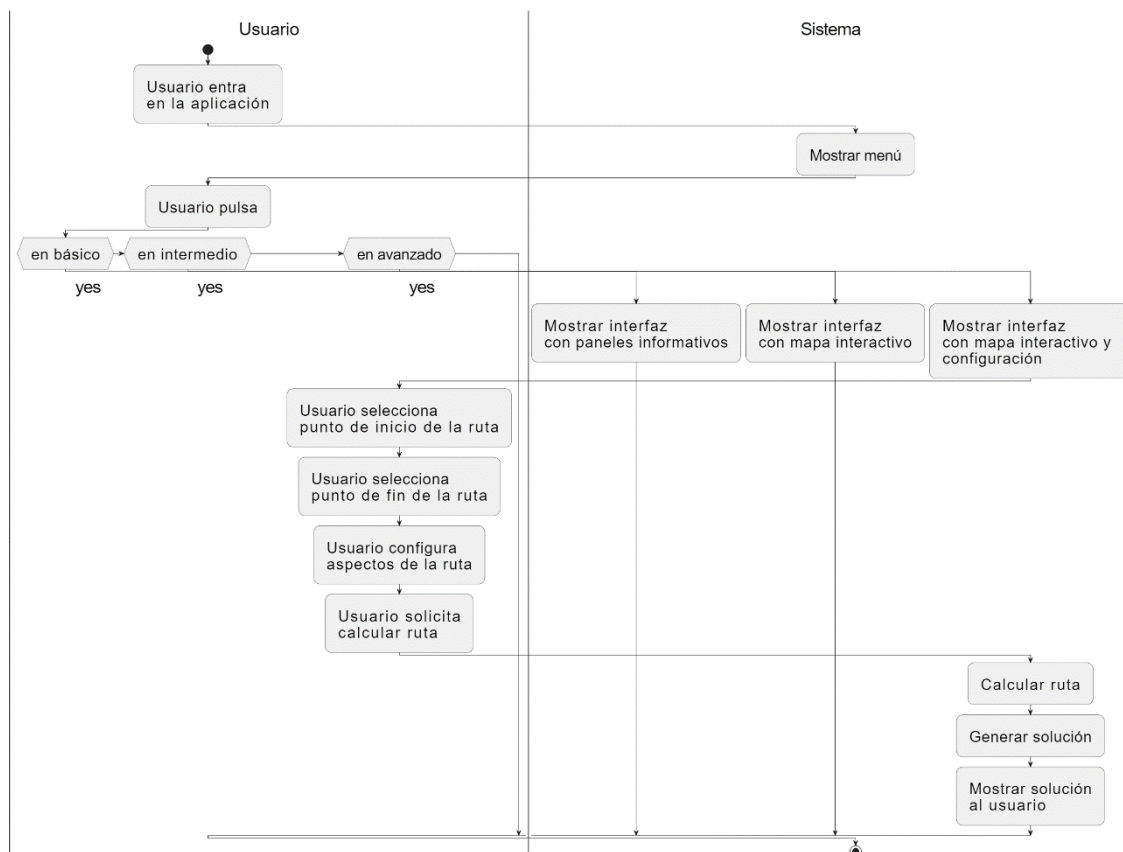 Usuario
Sistema
Usuario entra
en la aplicación
Mostrar menú
Usuario pulsa
en básico
en intermedio
en avanzado
yes
yes
yes
Mostrar interfaz
con paneles informativos
Mostrar interfaz
con mapa interactivo
Mostrar interfaz
con mapa interactivo y
configuración
Usuario selecciona
punto de inicio de la ruta
Usuario selecciona
punto de fin de la ruta
Usuario configura
aspectos de la ruta
Usuario solicita
calcular ruta
Calcular ruta
Generar solución
Mostrar solución
al usuario